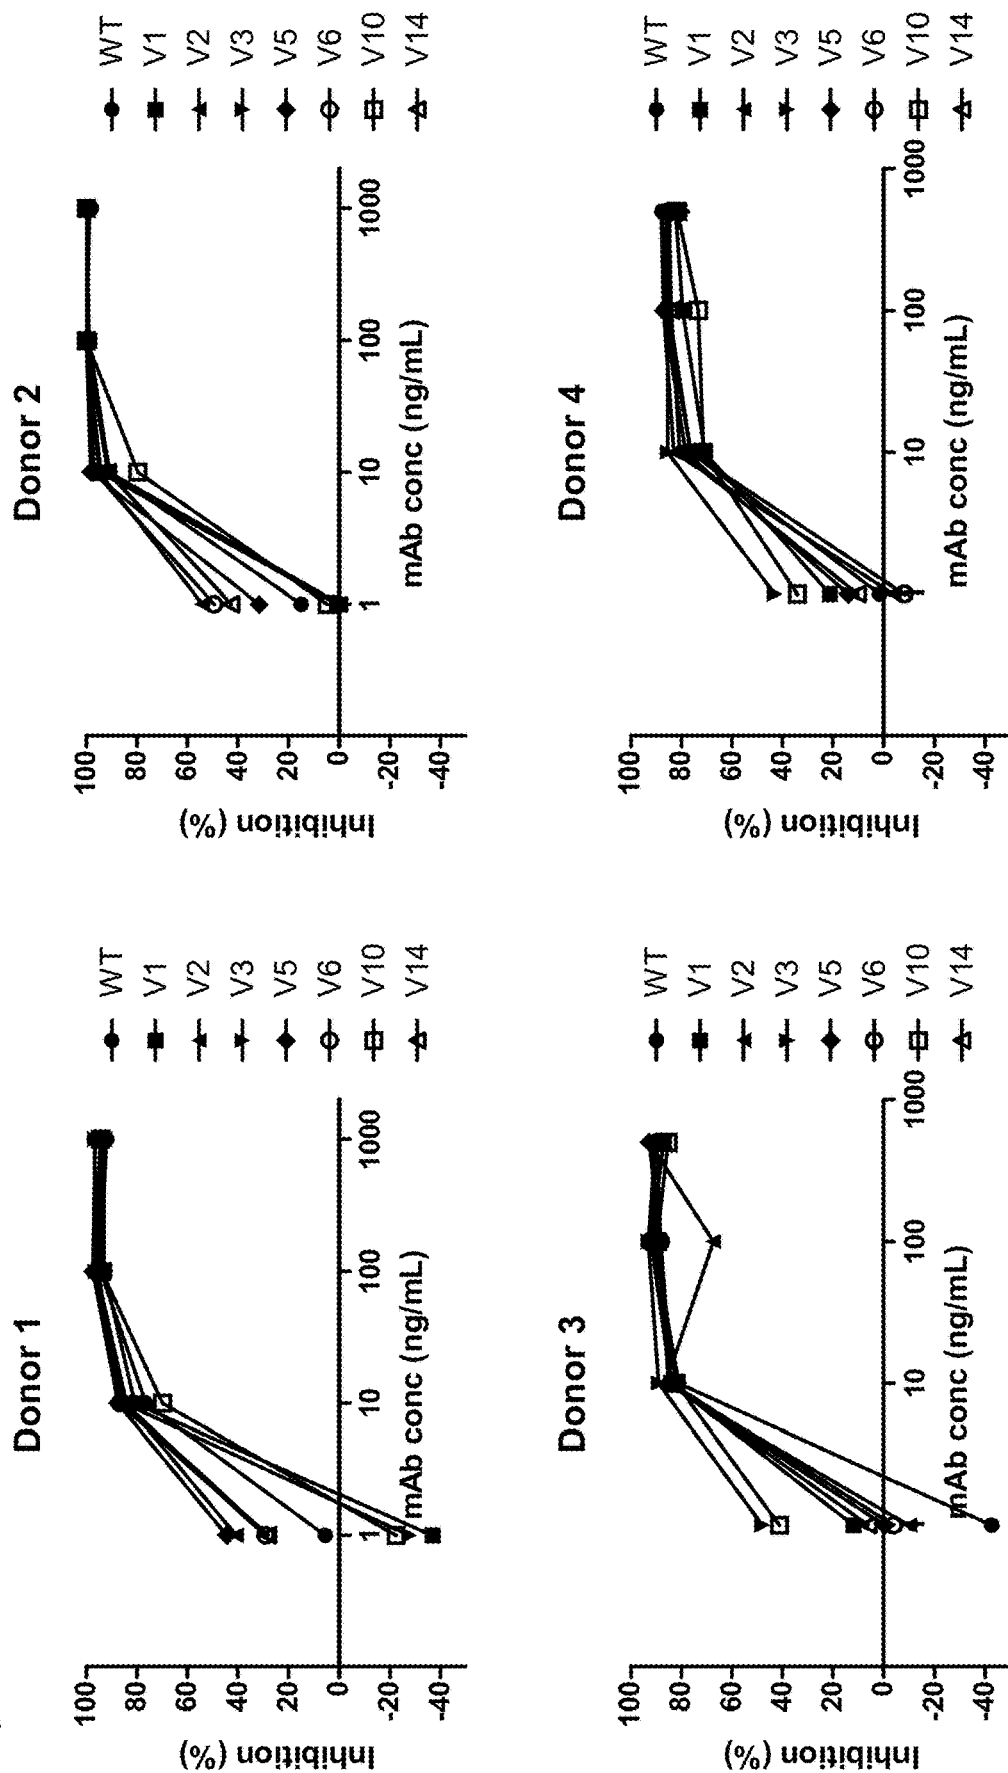 Donor 1
Inhibition (%)
100
80
60
40
20
0
-20
-40
1
10
100
1000
mAb conc (ng/mL)
WT
V1
V2
V3
V5
V6
V10
V14
Donor 2
Inhibition (%)
100
80
60
40
20
0
-20
-40
1
10
100
1000
mAb conc (ng/mL)
WT
V1
V2
V3
V5
V6
V10
V14
Donor 3
Inhibition (%)
100
80
60
40
20
0
-20
-40
10
100
1000
mAb conc (ng/mL)
WT
V1
V2
V3
V5
V6
V10
V14
Donor 4
Inhibition (%)
100
80
60
40
20
0
-20
-40
10
100
1000
mAb conc (ng/mL)
WT
V1
V2
V3
V5
V6
V10
V14